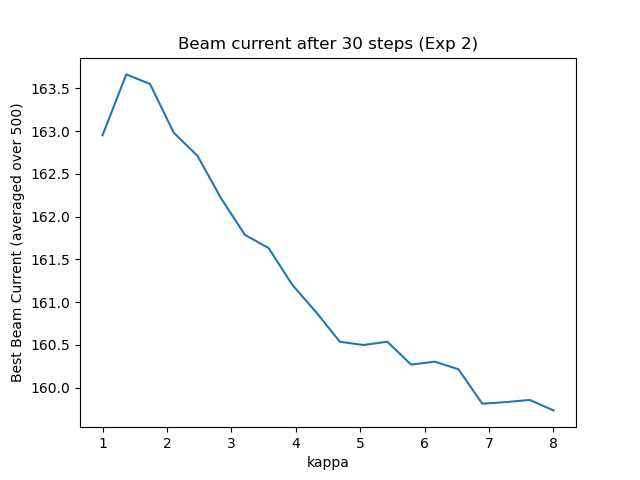 Beam current after 30 steps (Exp 2)
Best Beam Current (averaged over 500)
163.5
163.0
162.5
162.0
161.5
161.0
160.5
160.0
1 2 3 4 5 6 7 8
kappa